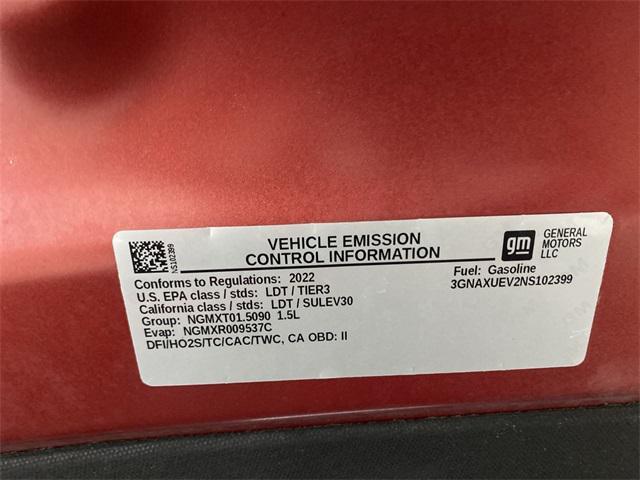 NS102399
VEHICLE EMISSION
CONTROL INFORMATION
gm
GENERAL
MOTORS
LLC
Conforms to Regulations: 2022
U.S. EPA class / stds: LDT / TIER3
California class / stds: LDT / SULEV30
Group: NGMXT01.5090 1.5L
Evap: NGMXR009537C
DFI/HO2S/TC/CAC/TWC, CA OBD: II
Fuel: Gasoline
3GNAXUEV2NS102399